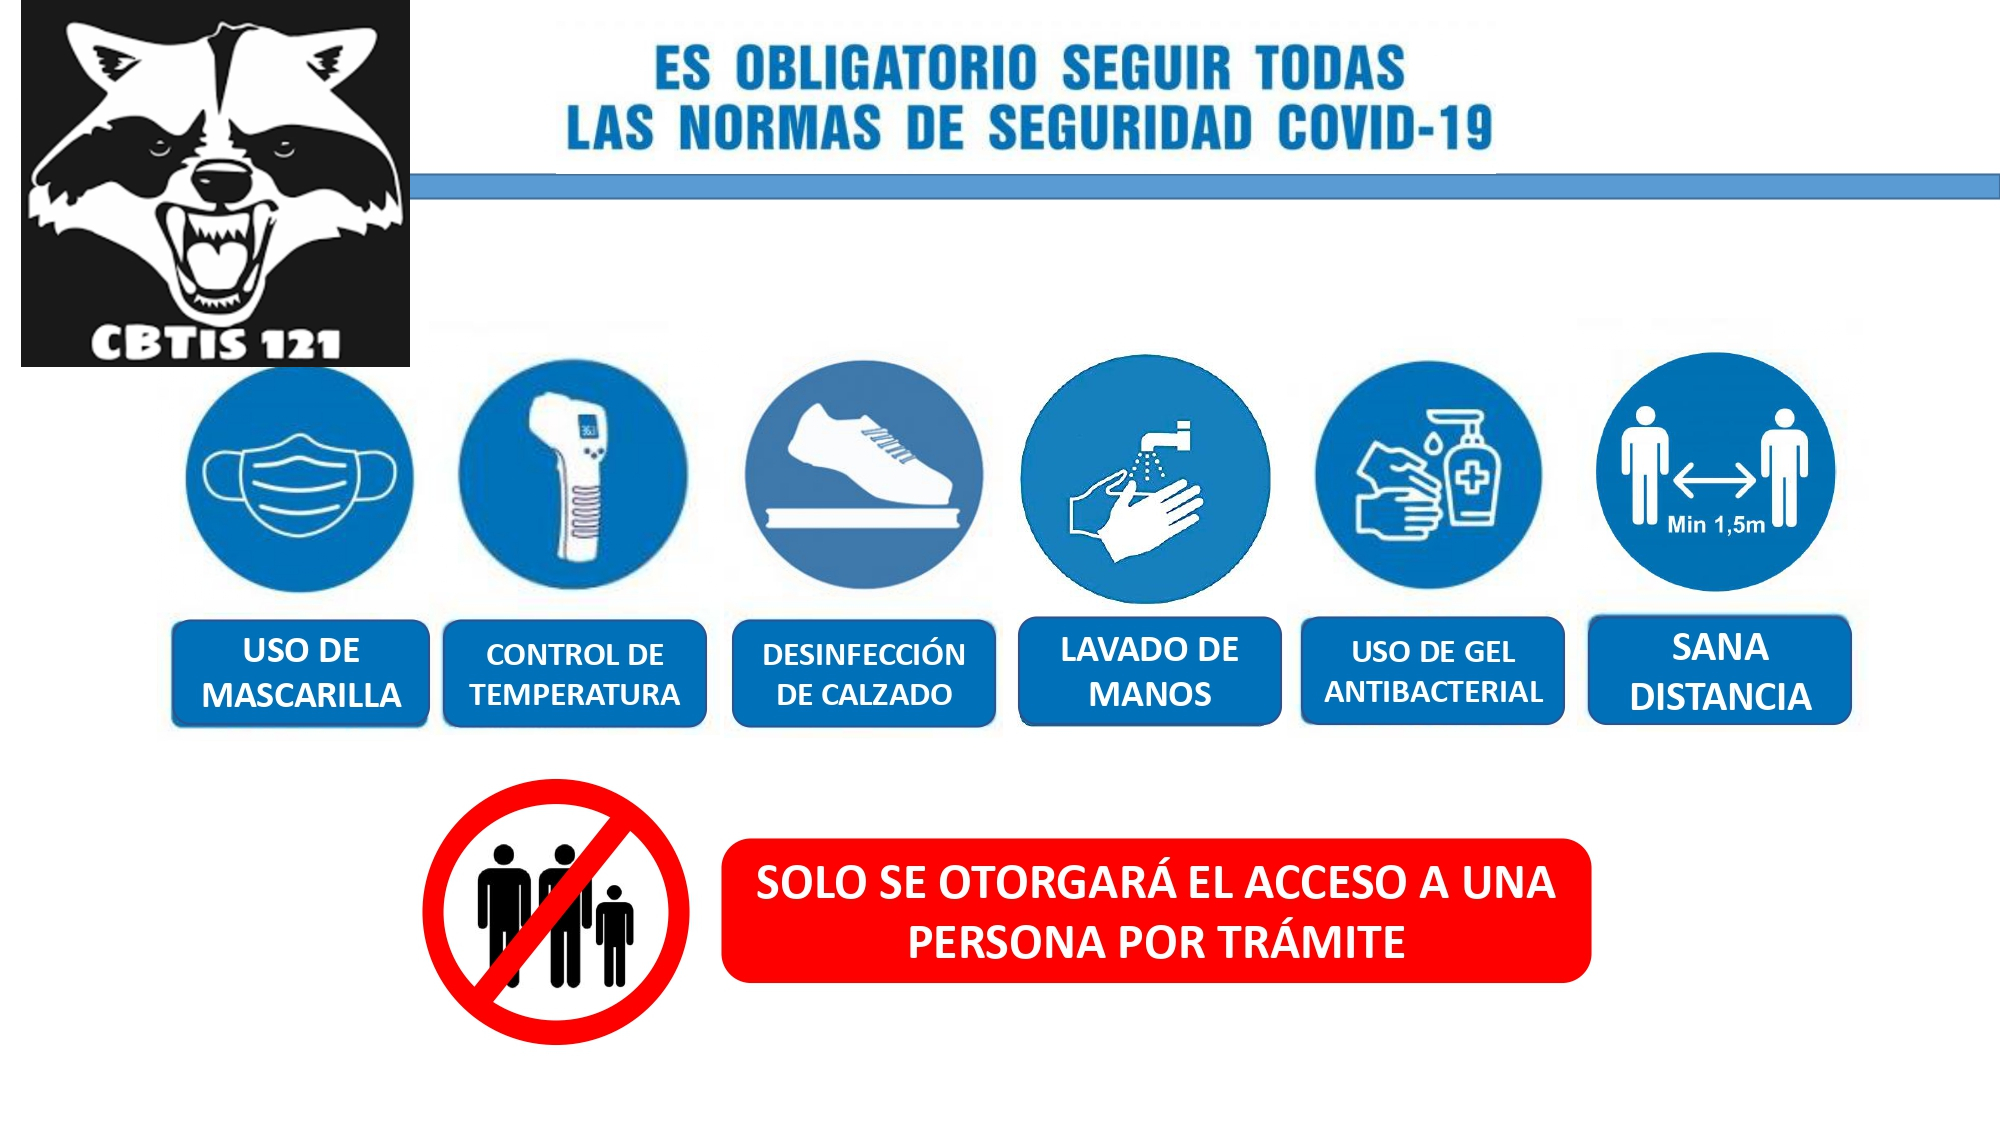 ES OBLIGATORIO SEGUIR TODAS
LAS NORMAS DE SEGURIDAD COVID-19
CBTIS 121
36.1
Min 1,5m
USO DE
MASCARILLA
CONTROL DE
TEMPERATURA
DESINFECCIÓN
DE CALZADO
LAVADO DE
MANOS
USO DE GEL
ANTIBACTERIAL
SANA
DISTANCIA
SOLO SE OTORGARÁ EL ACCESO A UNA
PERSONA POR TRÁMITE